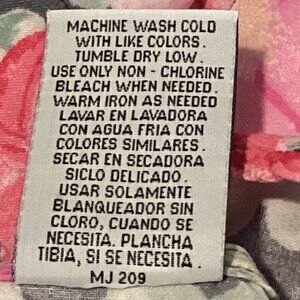 MACHINE WASH COLD
WITH LIKE COLORS.
TUMBLE DRY LOW.
USE ONLY NON - CHLORINE
BLEACH WHEN NEEDED.
WARM IRON AS NEEDED
LAVAR EN LAVADORA
CON AGUA FRIA CON
COLORES SIMILARES.
SECAR EN SECADORA
SICLO DELICADO.
USAR SOLAMENTE
BLANQUEADOR SIN
CLORO, CUANDO SE
NECESITA. PLANCHA
TIBIA, SI SE NECESITA.
MJ 209